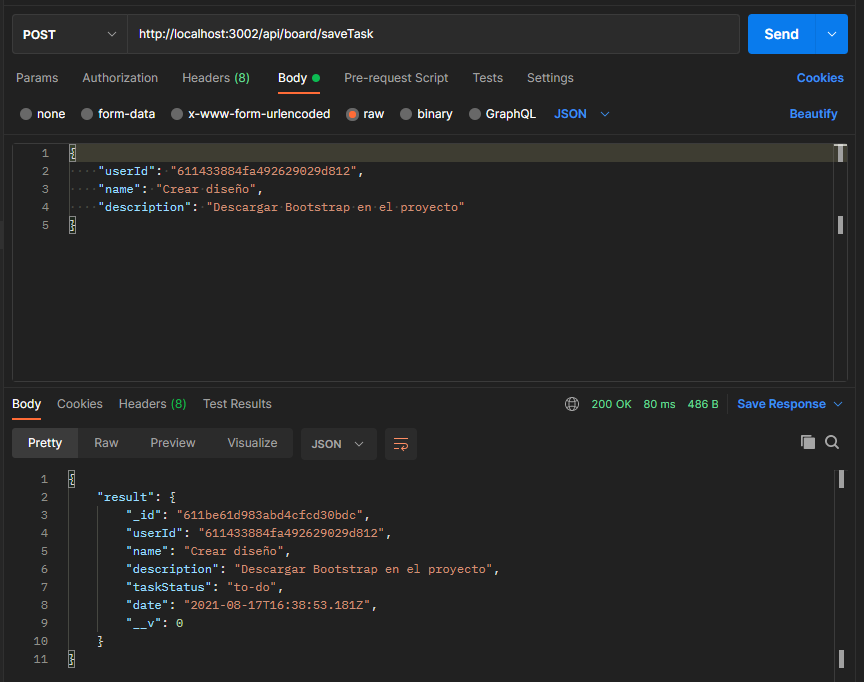 POST http://localhost:3002/api/board/saveTask Send
Params Authorization Headers (8) Body Pre-request Script Tests Settings Cookies
none form-data x-www-form-urlencoded raw binary GraphQL JSON Beautify
1 {
2 "userId": "611433884fa492629029d812",
3 "name": "Crear diseño",
4 "description": "Descargar Bootstrap en el proyecto"
5 }
Body Cookies Headers (8) Test Results 200 OK 80 ms 486 B Save Response
Pretty Raw Preview Visualize JSON
1 {
2 "result": {
3 "_id": "611be61d983abd4cfcd30bdc",
4 "userId": "611433884fa492629029d812",
5 "name": "Crear diseño",
6 "description": "Descargar Bootstrap en el proyecto",
7 "taskStatus": "to-do",
8 "date": "2021-08-17T16:38:53.181Z",
9 "__v": 0
10 }
11 }